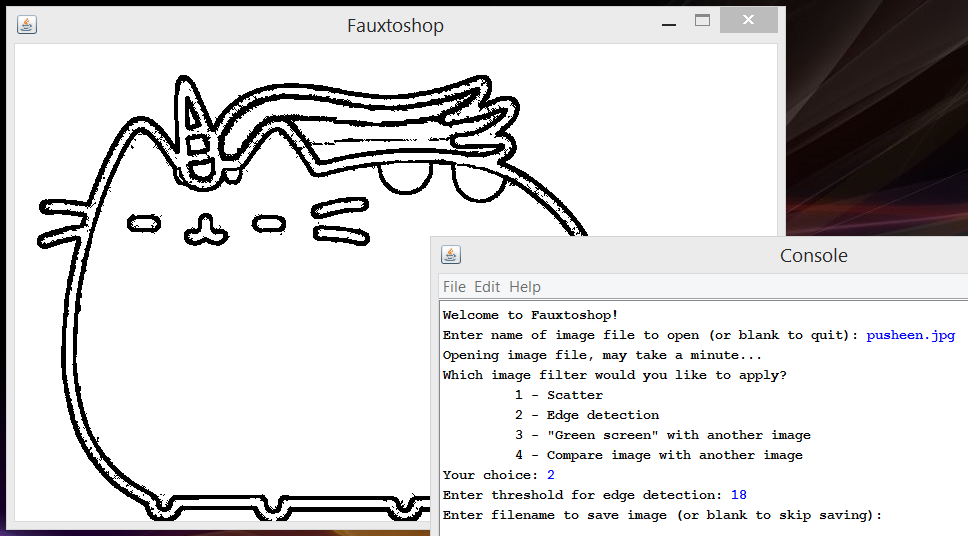 Fauxtoshop
Console
File Edit Help
Welcome to Fauxtoshop!
Enter name of image file to open (or blank to quit): pusheen.jpg
Opening image file, may take a minute...
Which image filter would you like to apply?
1 - Scatter
2 - Edge detection
3 - "Green screen" with another image
4 - Compare image with another image
Your choice: 2
Enter threshold for edge detection: 18
Enter filename to save image (or blank to skip saving):